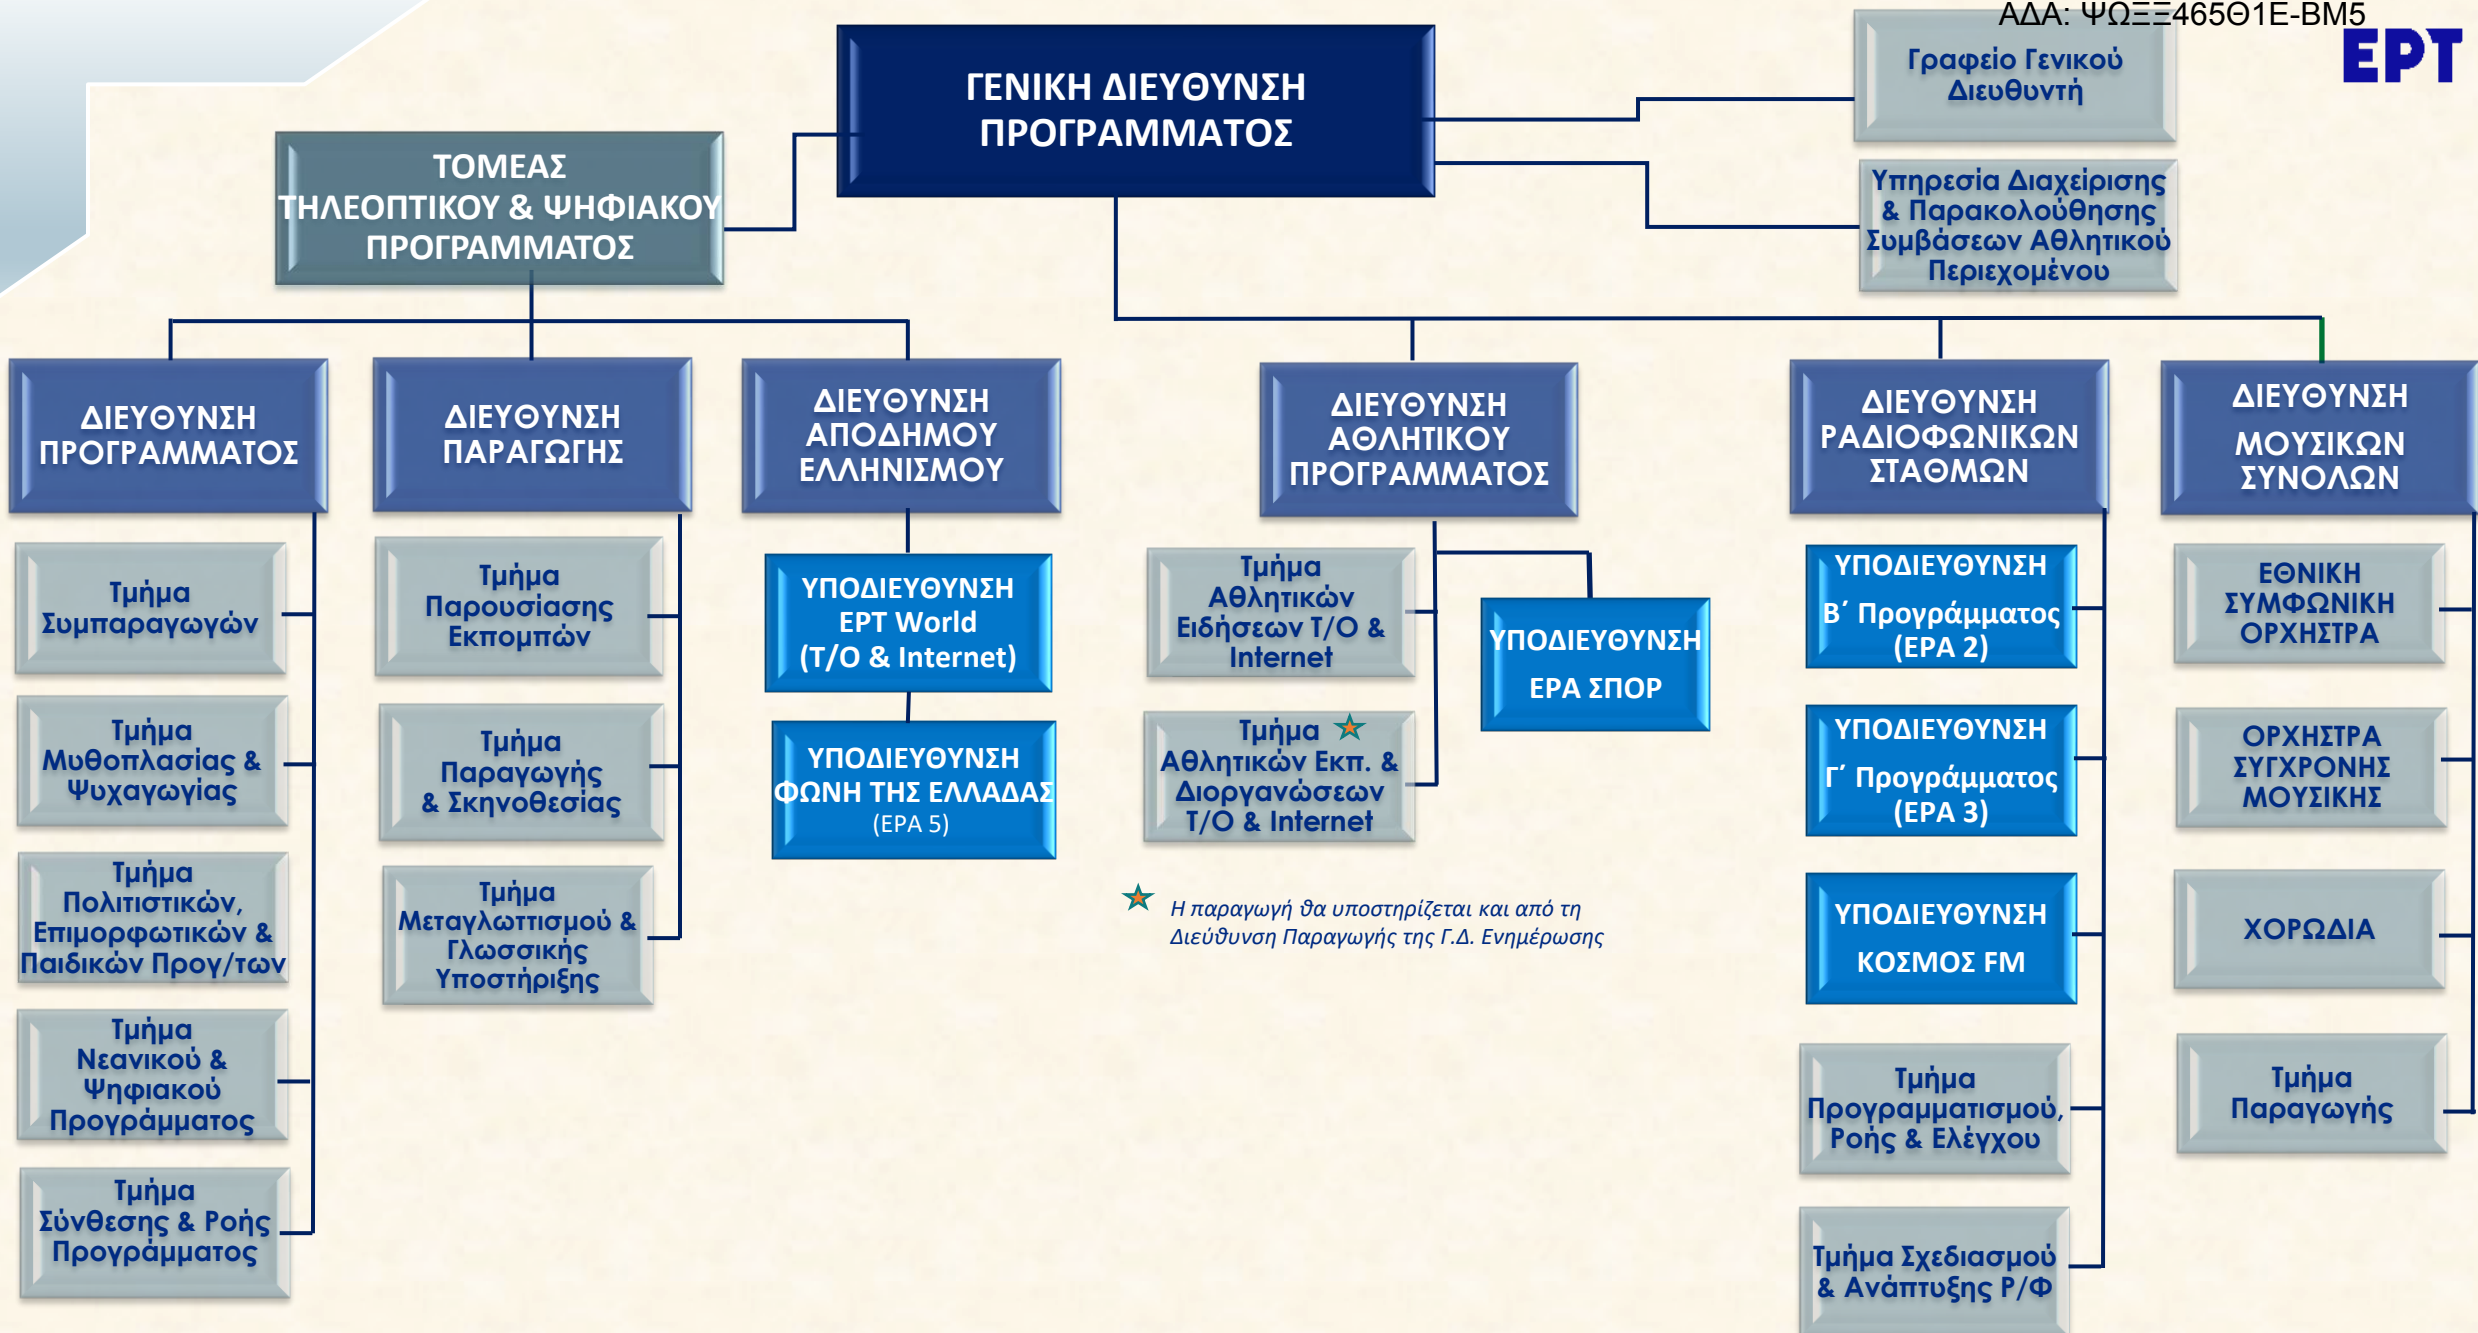 ΑΔΑ: ΨΩΞΞ465Θ1Ε-ΒΜ5
ΕΡΤ
ΓΕΝΙΚΗ ΔΙΕΥΘΥΝΣΗ
ΠΡΟΓΡΑΜΜΑΤΟΣ
Γραφείο Γενικού
Διευθυντή
Υπηρεσία Διαχείρισης
& Παρακολούθησης
Συμβάσεων Αθλητικού
Περιεχομένου
ΤΟΜΕΑΣ
ΤΗΛΕΟΠΤΙΚΟΥ & ΨΗΦΙΑΚΟΥ
ΠΡΟΓΡΑΜΜΑΤΟΣ
ΔΙΕΥΘΥΝΣΗ
ΠΡΟΓΡΑΜΜΑΤΟΣ
Τμήμα
Συμπαραγωγών
Τμήμα
Μυθοπλασίας &
Ψυχαγωγίας
Τμήμα
Πολιτιστικών,
Επιμορφωτικών &
Παιδικών Προγ/των
Τμήμα
Νεανικού &
Ψηφιακού
Προγράμματος
Τμήμα
Σύνθεσης & Ροής
Προγράμματος
ΔΙΕΥΘΥΝΣΗ
ΠΑΡΑΓΩΓΗΣ
Τμήμα
Παρουσίασης
Εκπομπών
Τμήμα
Παραγωγής
& Σκηνοθεσίας
Τμήμα
Μεταγλωττισμού &
Γλωσσικής
Υποστήριξης
ΔΙΕΥΘΥΝΣΗ
ΑΠΟΔΗΜΟΥ
ΕΛΛΗΝΙΣΜΟΥ
ΥΠΟΔΙΕΥΘΥΝΣΗ
ΕΡΤ World
(Τ/Ο & Internet)
ΥΠΟΔΙΕΥΘΥΝΣΗ
ΦΩΝΗ ΤΗΣ ΕΛΛΑΔΑΣ
(ΕΡΑ 5)
ΔΙΕΥΘΥΝΣΗ
ΑΘΛΗΤΙΚΟΥ
ΠΡΟΓΡΑΜΜΑΤΟΣ
Τμήμα
Αθλητικών
Ειδήσεων Τ/Ο &
Internet
Τμήμα
Αθλητικών Εκπ. &
Διοργανώσεων
Τ/Ο & Internet
ΥΠΟΔΙΕΥΘΥΝΣΗ
ΕΡΑ ΣΠΟΡ
Η παραγωγή θα υποστηρίζεται και από τη
Διεύθυνση Παραγωγής της Γ.Δ. Ενημέρωσης
ΔΙΕΥΘΥΝΣΗ
ΡΑΔΙΟΦΩΝΙΚΩΝ
ΣΤΑΘΜΩΝ
ΥΠΟΔΙΕΥΘΥΝΣΗ
Β΄ Προγράμματος
(ΕΡΑ 2)
ΥΠΟΔΙΕΥΘΥΝΣΗ
Γ΄ Προγράμματος
(ΕΡΑ 3)
ΥΠΟΔΙΕΥΘΥΝΣΗ
ΚΟΣΜΟΣ FM
Τμήμα
Προγραμματισμού,
Ροής & Ελέγχου
Τμήμα Σχεδιασμού
& Ανάπτυξης Ρ/Φ
ΔΙΕΥΘΥΝΣΗ
ΜΟΥΣΙΚΩΝ
ΣΥΝΟΛΩΝ
ΕΘΝΙΚΗ
ΣΥΜΦΩΝΙΚΗ
ΟΡΧΗΣΤΡΑ
ΟΡΧΗΣΤΡΑ
ΣΥΓΧΡΟΝΗΣ
ΜΟΥΣΙΚΗΣ
ΧΟΡΩΔΙΑ
Τμήμα
Παραγωγής